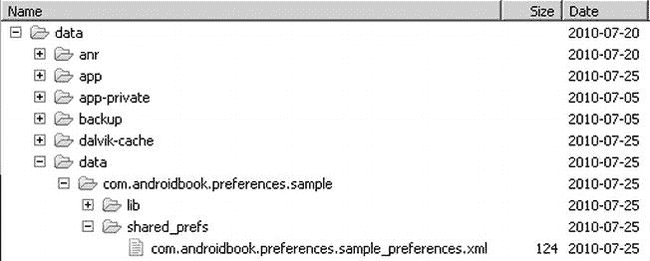 Name Size Date
data 2010-07-20
anr 2010-07-20
app 2010-07-25
app-private 2010-07-05
backup 2010-07-05
dalvik-cache 2010-07-25
data 2010-07-25
com.androidbook.preferences.sample 2010-07-25
lib 2010-07-25
shared_prefs 2010-07-25
com.androidbook.preferences.sample_preferences.xml 124 2010-07-25